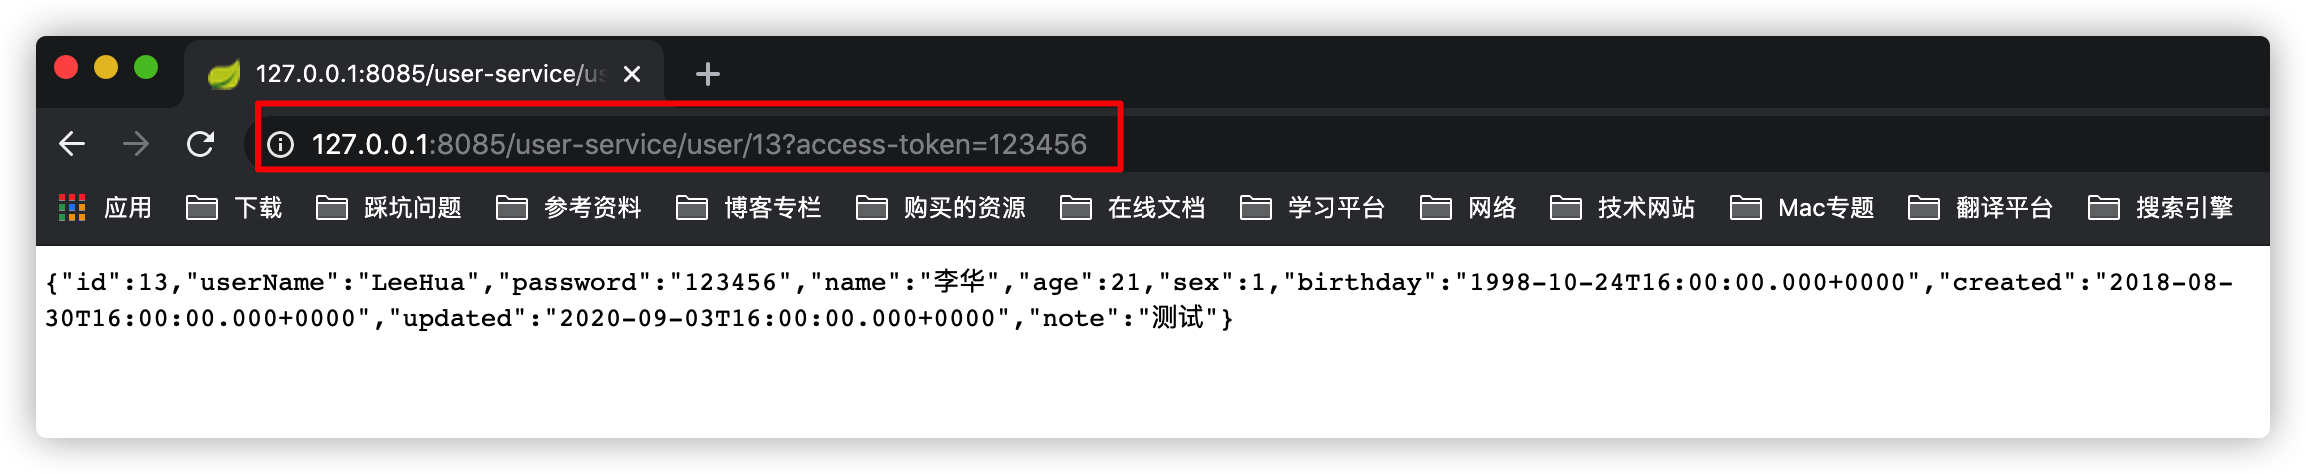 127.0.0.1:8085/user-service/us
127.0.0.1:8085/user-service/user/13?access-token=123456
应用 下载 踩坑问题 参考资料 博客专栏 购买的资源 在线文档 学习平台 网络 技术网站 Mac专题 翻译平台 搜索引擎
{"id":13,"userName":"LeeHua","password":"123456","name":"李华","age":21,"sex":1,"birthday":"1998-10-24T16:00:00.000+0000","created":"2018-08-
30T16:00:00.000+0000","updated":"2020-09-03T16:00:00.000+0000","note":"测试"}